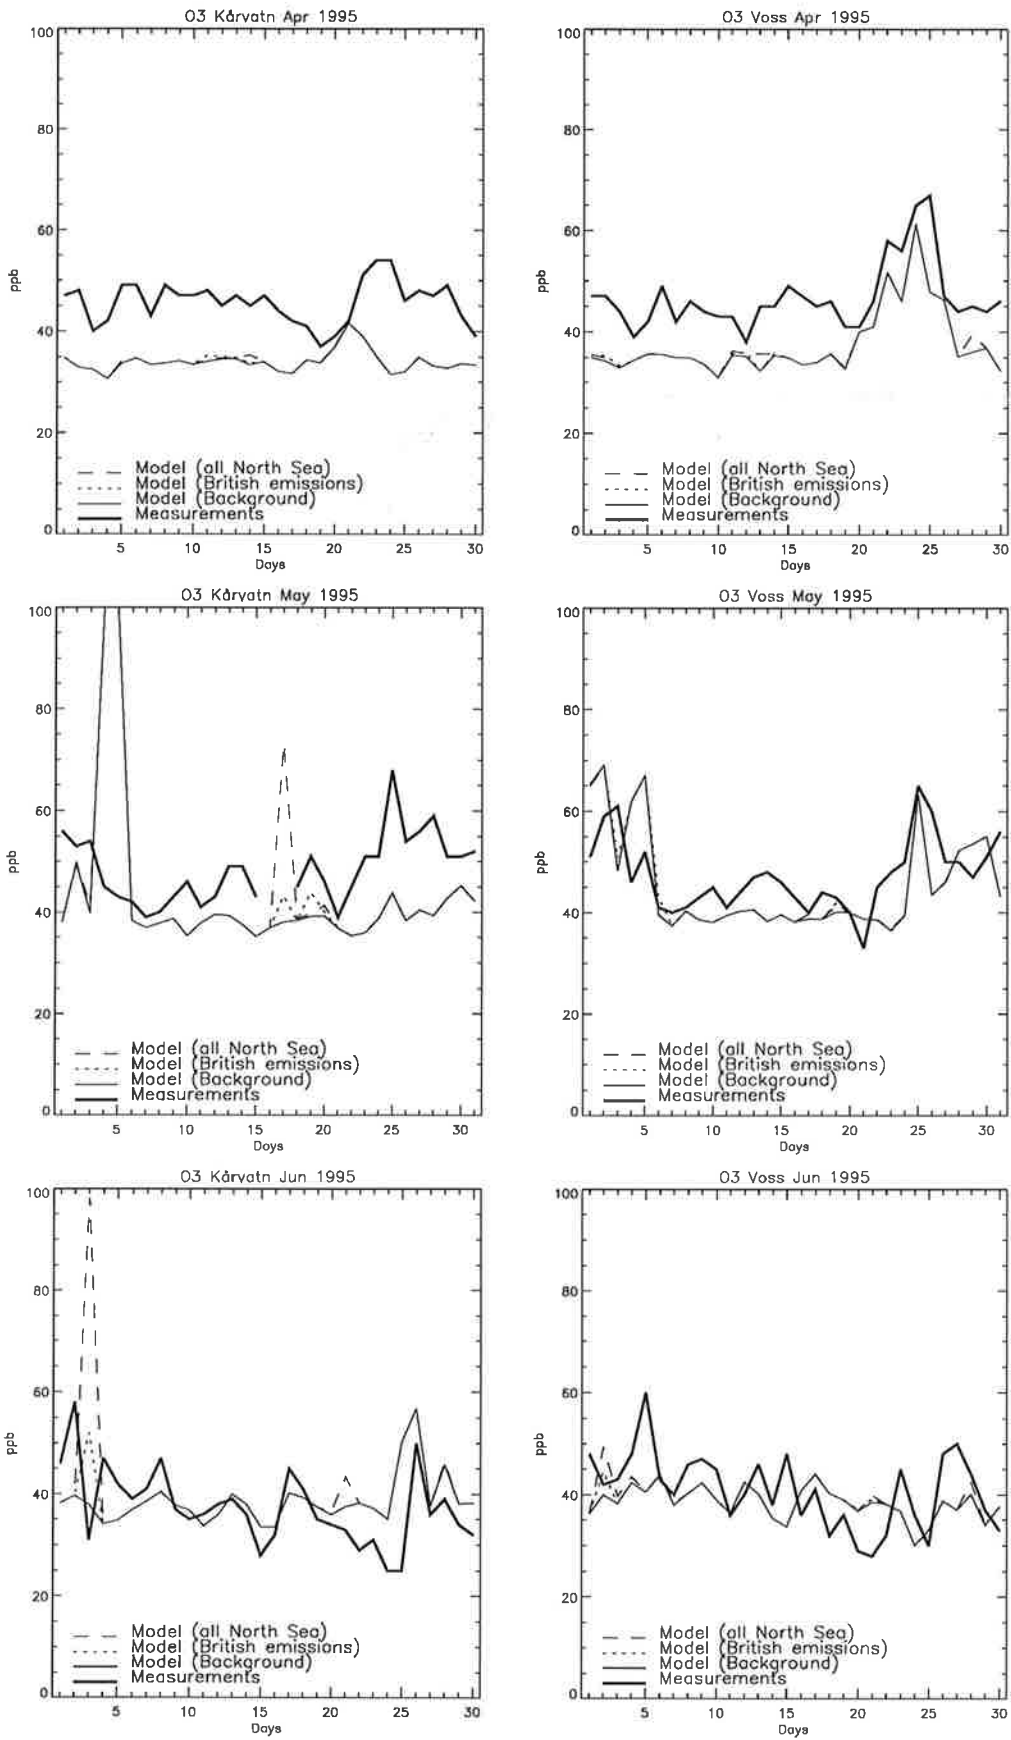 O3 Kårvatn Apr 1995
100
80
60
40
20
0
ppb
Model (all North Sea)
Model (British emissions)
Model (Background)
Measurements
5 10 15 20 25 30
Days
O3 Voss Apr 1995
100
80
60
40
20
0
ppb
Model (all North Sea)
Model (British emissions)
Model (Background)
Measurements
5 10 15 20 25 30
Days
O3 Kårvatn May 1995
100
80
60
40
20
0
ppb
Model (all North Sea)
Model (British emissions)
Model (Background)
Measurements
5 10 15 20 25 30
Days
O3 Voss May 1995
100
80
60
40
20
0
ppb
Model (all North Sea)
Model (British emissions)
Model (Background)
Measurements
5 10 15 20 25 30
Days
O3 Kårvatn Jun 1995
100
80
60
40
20
0
ppb
Model (all North Sea)
Model (British emissions)
Model (Background)
Measurements
5 10 15 20 25 30
Days
O3 Voss Jun 1995
100
80
60
40
20
0
ppb
Model (all North Sea)
Model (British emissions)
Model (Background)
Measurements
5 10 15 20 25 30
Days